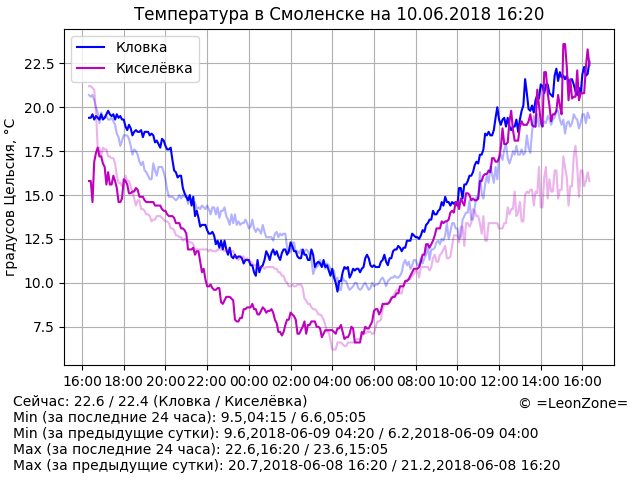 Температура в Смоленске на 10.06.2018 16:20
Кловка
Киселёвка
градусов Цельсия, °C
22.5
20.0
17.5
15.0
12.5
10.0
7.5
16:00 18:00 20:00 22:00 00:00 02:00 04:00 06:00 08:00 10:00 12:00 14:00 16:00
Сейчас: 22.6 / 22.4 (Кловка / Киселёвка)
© =LeonZone=
Min (за последние 24 часа): 9.5,04:15 / 6.6,05:05
Min (за предыдущие сутки): 9.6,2018-06-09 04:20 / 6.2,2018-06-09 04:00
Max (за последние 24 часа): 22.6,16:20 / 23.6,15:05
Max (за предыдущие сутки): 20.7,2018-06-08 16:20 / 21.2,2018-06-08 16:20